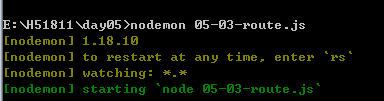 E:\H51811\day05>nodemon 05-03-route.js
[nodemon] 1.18.10
[nodemon] to restart at any time, enter `rs`
[nodemon] watching: *.*
[nodemon] starting `node 05-03-route.js`